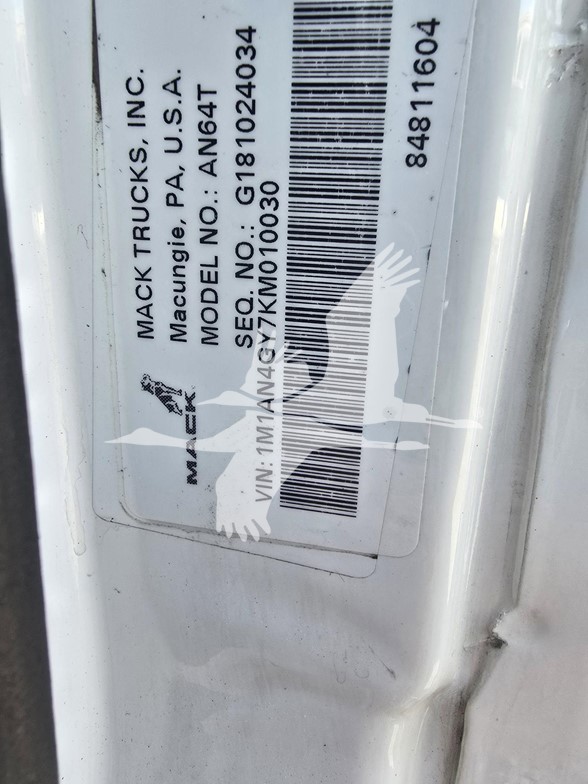 MACK TRUCKS, INC.
Macungie, PA, U.S.A.
MODEL NO.: AN64T
SEQ. NO.: G181024034
MACK
VIN: 1M1AN4GY7KM010030
84811604